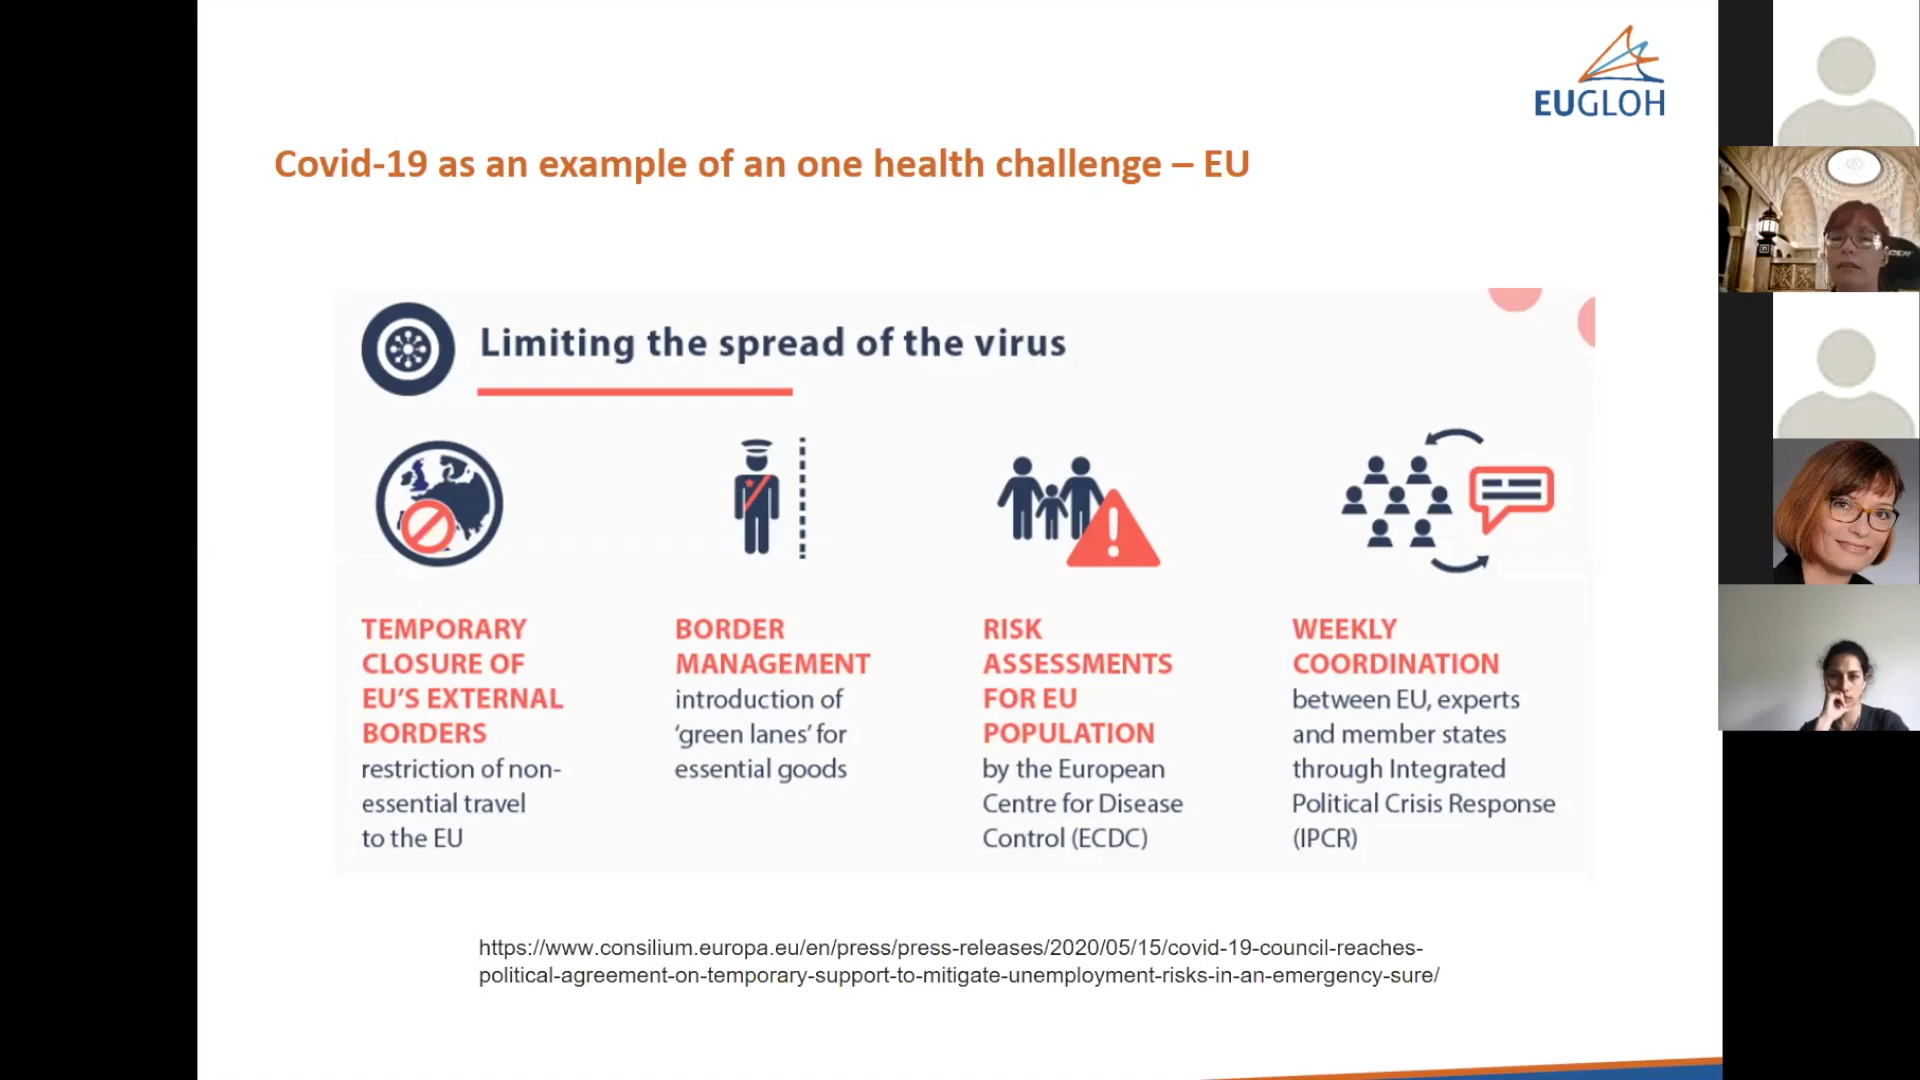 EUGLOH
Covid-19 as an example of an one health challenge – EU
Limiting the spread of the virus
TEMPORARY
CLOSURE OF
EU'S EXTERNAL
BORDERS
restriction of non-
essential travel
to the EU
BORDER
MANAGEMENT
introduction of
'green lanes' for
essential goods
RISK
ASSESSMENTS
FOR EU
POPULATION
by the European
Centre for Disease
Control (ECDC)
WEEKLY
COORDINATION
between EU, experts
and member states
through Integrated
Political Crisis Response
(IPCR)
https://www.consilium.europa.eu/en/press/press-releases/2020/05/15/covid-19-council-reaches-
political-agreement-on-temporary-support-to-mitigate-unemployment-risks-in-an-emergency-sure/